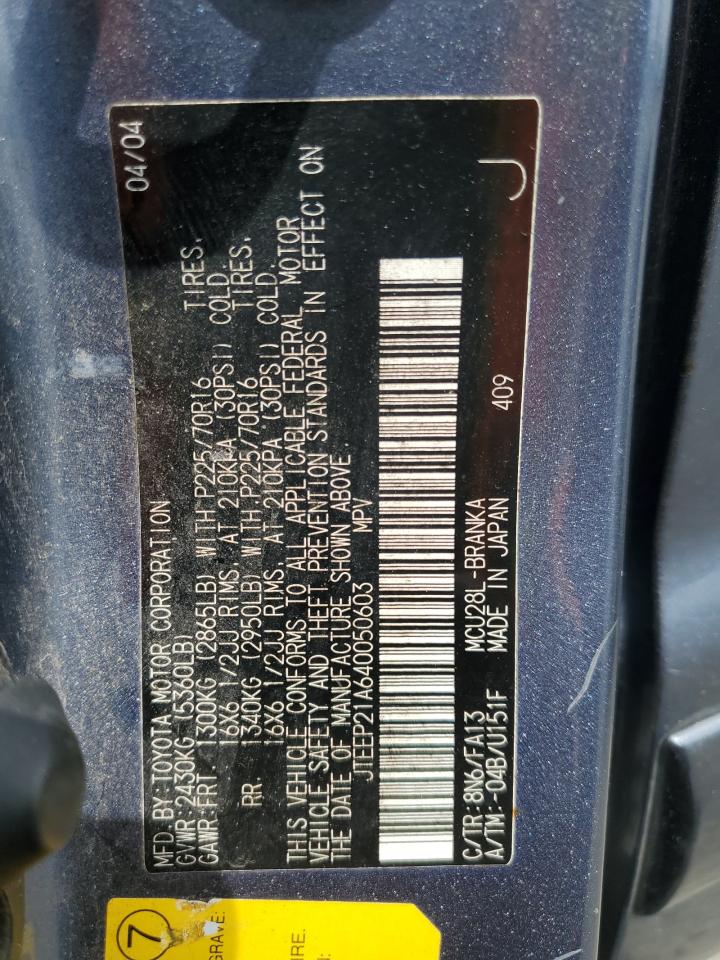 MFD. BY: TOYOTA MOTOR CORPORATION 04/04
GVWR: 2430KG (5360LB)
GAWR: FRT. 1300KG (2865LB) WITH P225/70R16 TIRES,
16X6 1/2JJ RIMS, AT 210KPA (30PSI) COLD.
RR. 1340KG (2950LB) WITH P225/70R16 TIRES,
16X6 1/2JJ RIMS, AT 210KPA (30PSI) COLD.
THIS VEHICLE CONFORMS TO ALL APPLICABLE FEDERAL MOTOR
VEHICLE SAFETY AND THEFT PREVENTION STANDARDS IN EFFECT ON
THE DATE OF MANUFACTURE SHOWN ABOVE.
JTEEP21A640050603 MPV
C/TR: 8N6/FA13 MCU28L-BRANKA 409
A/TM: -04B/U151F MADE IN JAPAN
J
7
GRAVE:
IRE.